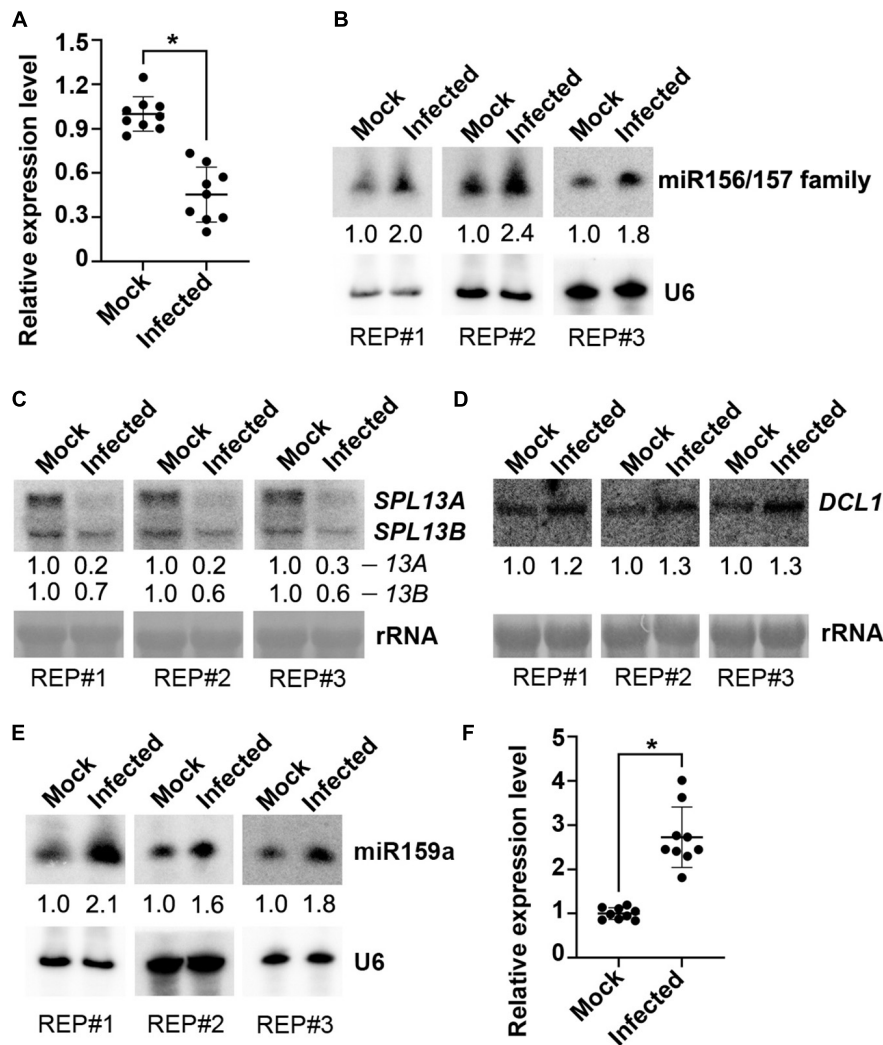 A
Relative expression level
1.5
1.2
0.9
0.6
0.3
0
*
Mock
Infected
B
Mock Infected Mock Infected Mock Infected
miR156/157 family
1.0 2.0 1.0 2.4 1.0 1.8
U6
REP#1 REP#2 REP#3
C
Mock Infected Mock Infected Mock Infected
SPL13A
SPL13B
1.0 0.2 1.0 0.2 1.0 0.3 – 13A
1.0 0.7 1.0 0.6 1.0 0.6 – 13B
rRNA
REP#1 REP#2 REP#3
D
Mock Infected Mock Infected Mock Infected
DCL1
1.0 1.2 1.0 1.3 1.0 1.3
rRNA
REP#1 REP#2 REP#3
E
Mock Infected Mock Infected Mock Infected
miR159a
1.0 2.1 1.0 1.6 1.0 1.8
U6
REP#1 REP#2 REP#3
F
Relative expression level
5
4
3
2
1
0
*
Mock
Infected